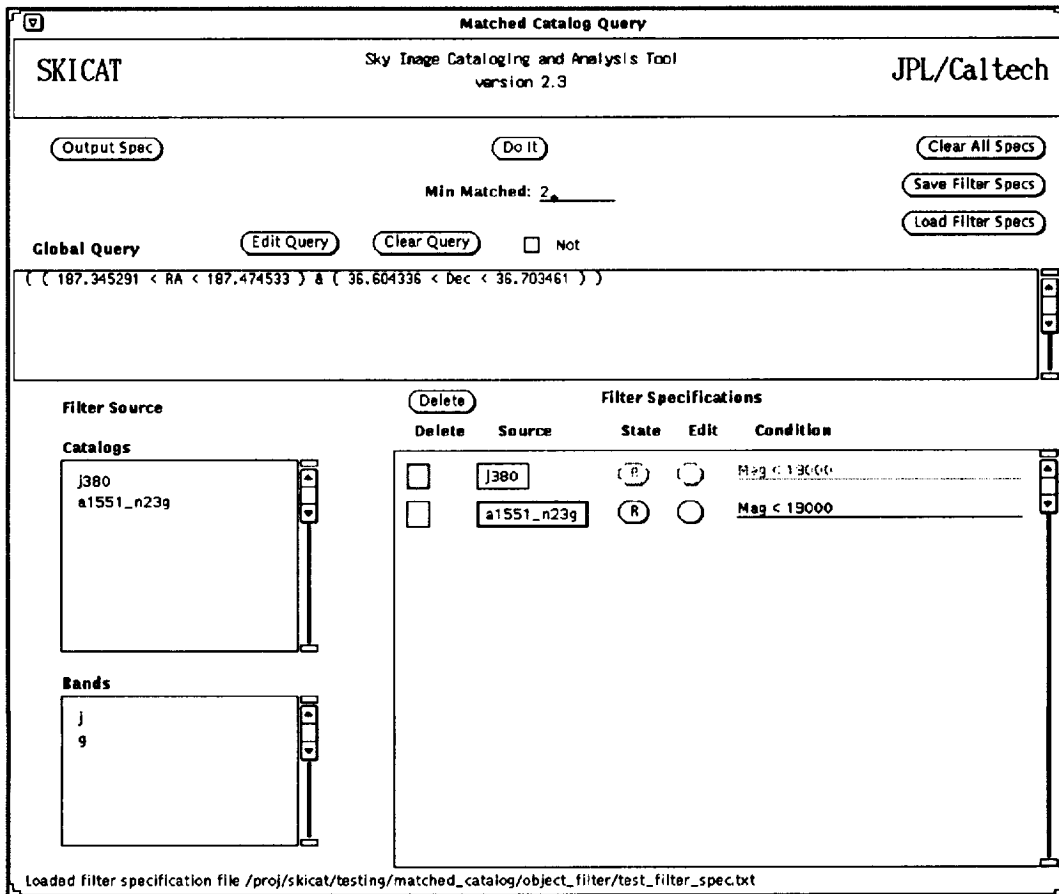 Matched Catalog Query
SKICAT
Sky Image Cataloging and Analysis Tool
version 2.3
JPL/Caltech
Output Spec
Do It
Clear All Specs
Min Matched: 2
Save Filter Specs
Load Filter Specs
Global Query
Edit Query
Clear Query
Not
( ( 187.345291 < RA < 187.474533 ) & ( 36.604336 < Dec < 36.703461 ) )
Filter Source
Delete
Filter Specifications
Delete Source State Edit Condition
Catalogs
j380
a1551_n23g
j380 R Mag < 19000
a1551_n23g R Mag < 19000
Bands
j
g
Loaded filter specification file /proj/skicat/testing/matched_catalog/object_filter/test_filter_spec.txt